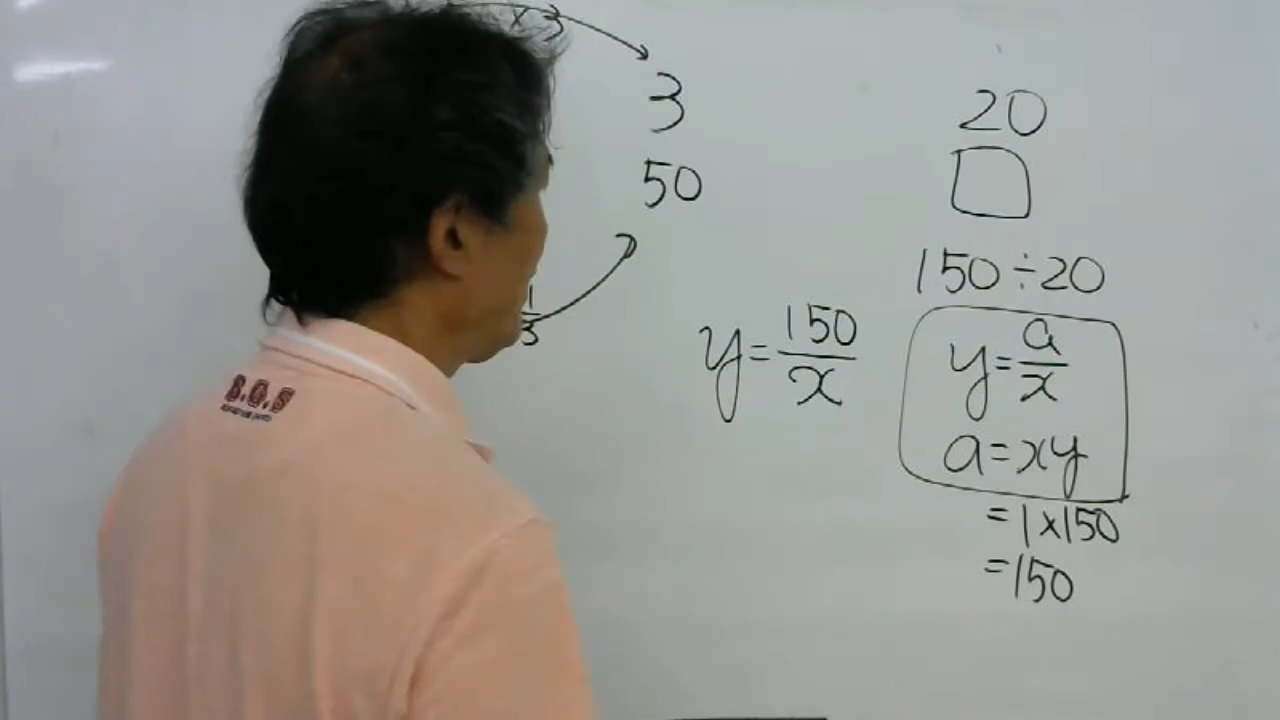 ×3
3 20
50 □
150÷20
1/3
y=150/x
y=a/x
a=xy
=1×150
=150
S.O.S